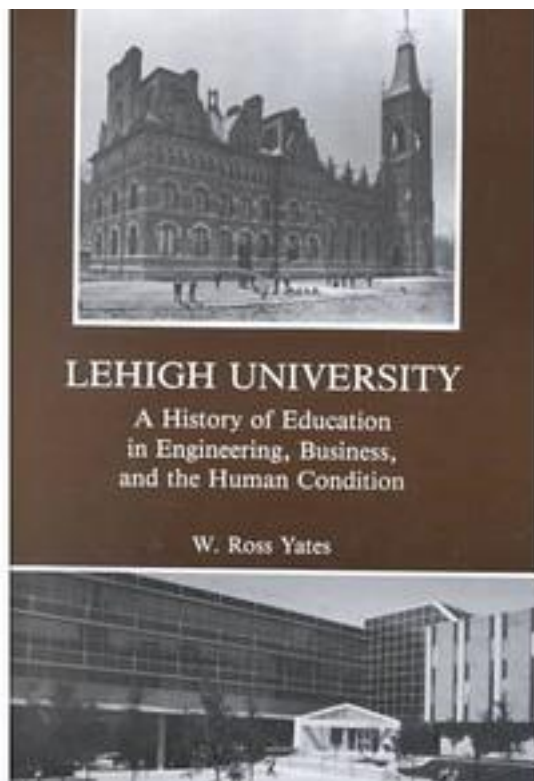 LEHIGH UNIVERSITY
A History of Education
in Engineering, Business,
and the Human Condition
W. Ross Yates